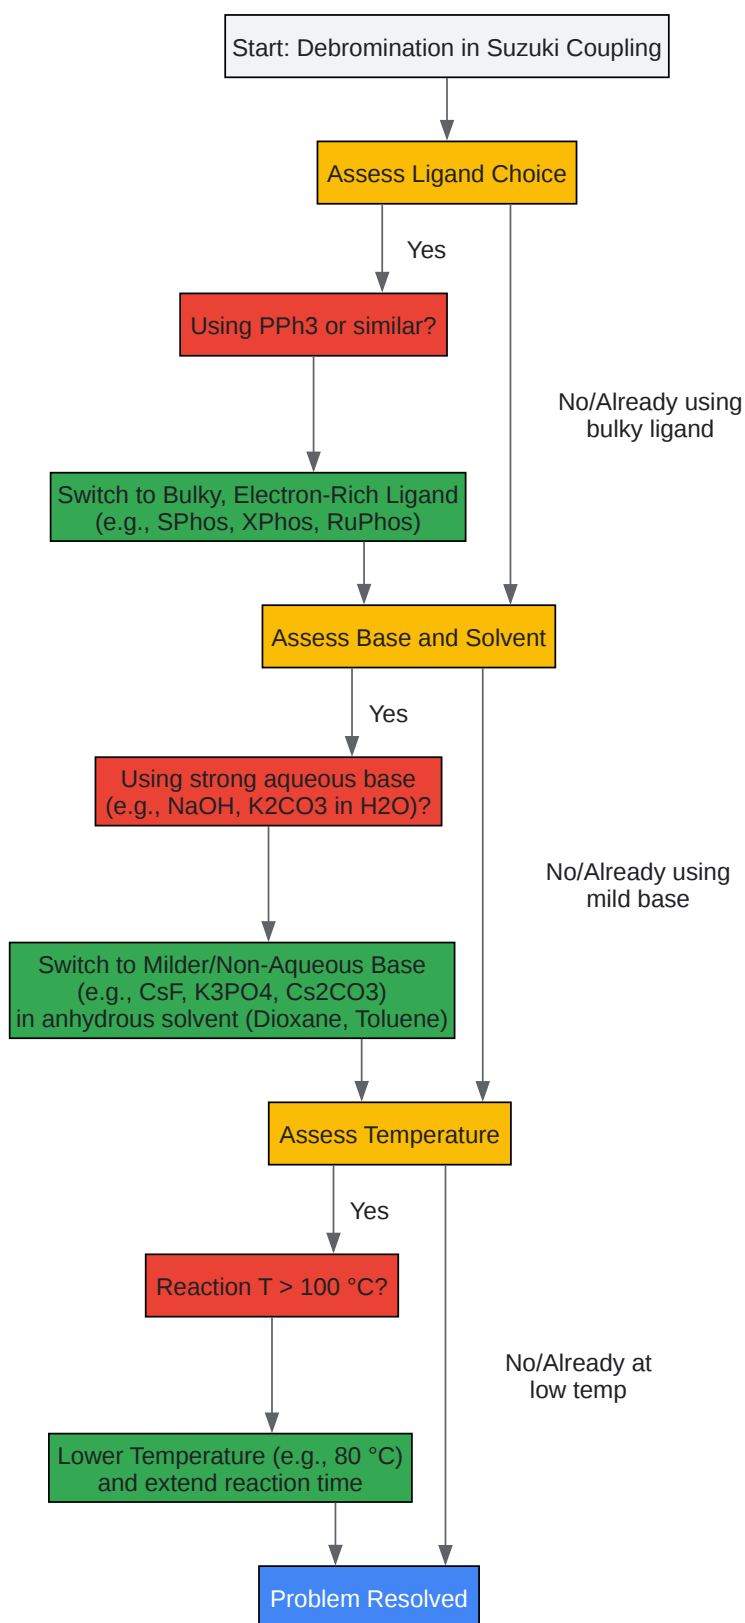 Start: Debromination in Suzuki Coupling
Assess Ligand Choice
Yes
Using PPh3 or similar?
No/Already using
bulky ligand
Switch to Bulky, Electron-Rich Ligand
(e.g., SPhos, XPhos, RuPhos)
Assess Base and Solvent
Yes
Using strong aqueous base
(e.g., NaOH, K2CO3 in H2O)?
No/Already using
mild base
Switch to Milder/Non-Aqueous Base
(e.g., CsF, K3PO4, Cs2CO3)
in anhydrous solvent (Dioxane, Toluene)
Assess Temperature
Yes
Reaction T > 100 °C?
No/Already at
low temp
Lower Temperature (e.g., 80 °C)
and extend reaction time
Problem Resolved